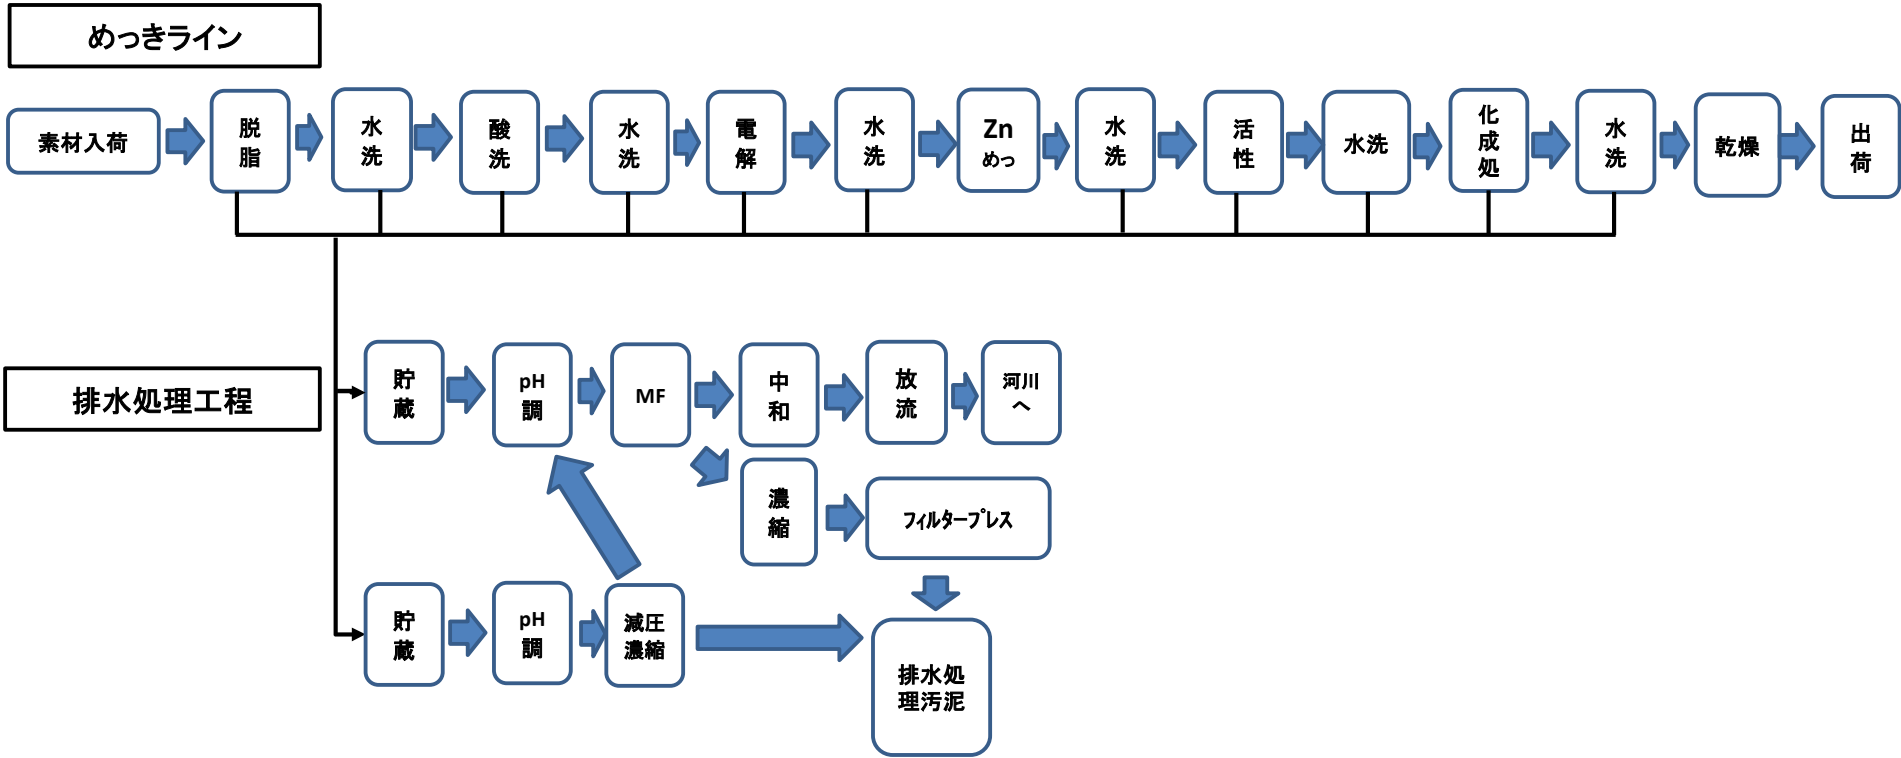 めっきライン
素材入荷
脱
脂
水
洗
酸
洗
水
洗
電
解
水
洗
Zn
めっ
水
洗
活
性
水洗
化
成
処
水
洗
乾燥
出
荷
排水処理工程
貯
蔵
pH
調
MF
中
和
放
流
河川
へ
濃
縮
フィルタープレス
貯
蔵
pH
調
減圧
濃縮
排水処
理汚泥